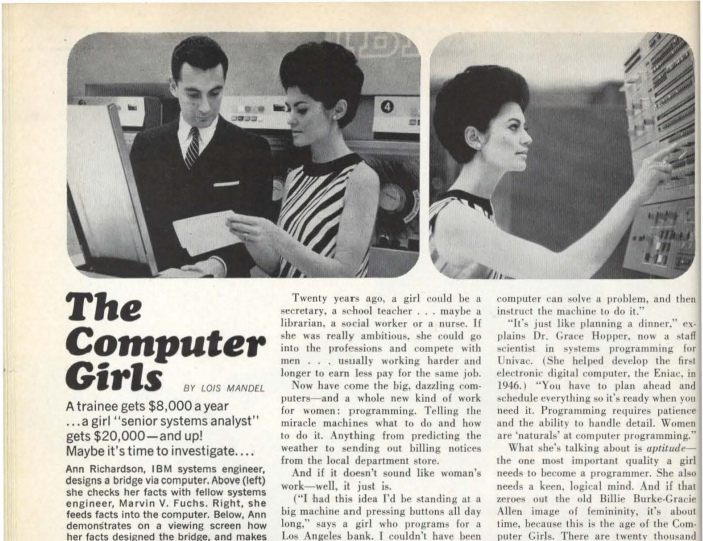 IBM
4
The
Computer
Girls
BY LOIS MANDEL
A trainee gets $8,000 a year
...a girl “senior systems analyst”
gets $20,000—and up!
Maybe it's time to investigate....
Ann Richardson, IBM systems engineer,
designs a bridge via computer. Above (left)
she checks her facts with fellow systems
engineer, Marvin V. Fuchs. Right, she
feeds facts into the computer. Below, Ann
demonstrates on a viewing screen how
her facts designed the bridge, and makes
Twenty years ago, a girl could be a
secretary, a school teacher . . . maybe a
librarian, a social worker or a nurse. If
she was really ambitious, she could go
into the professions and compete with
men . . . usually working harder and
longer to earn less pay for the same job.
Now have come the big, dazzling com-
puters—and a whole new kind of work
for women: programming. Telling the
miracle machines what to do and how
to do it. Anything from predicting the
weather to sending out billing notices
from the local department store.
And if it doesn't sound like woman's
work—well, it just is.
(“I had this idea I'd be standing at a
big machine and pressing buttons all day
long,” says a girl who programs for a
Los Angeles bank. I couldn't have been
computer can solve a problem, and then
instruct the machine to do it.”
“It's just like planning a dinner,” ex-
plains Dr. Grace Hopper, now a staff
scientist in systems programming for
Univac. (She helped develop the first
electronic digital computer, the Eniac, in
1946.) “You have to plan ahead and
schedule everything so it's ready when you
need it. Programming requires patience
and the ability to handle detail. Women
are ‘naturals’ at computer programming.”
What she's talking about is aptitude—
the one most important quality a girl
needs to become a programmer. She also
needs a keen, logical mind. And if that
zeroes out the old Billie Burke-Gracie
Allen image of femininity, it's about
time, because this is the age of the Com-
puter Girls. There are twenty thousand